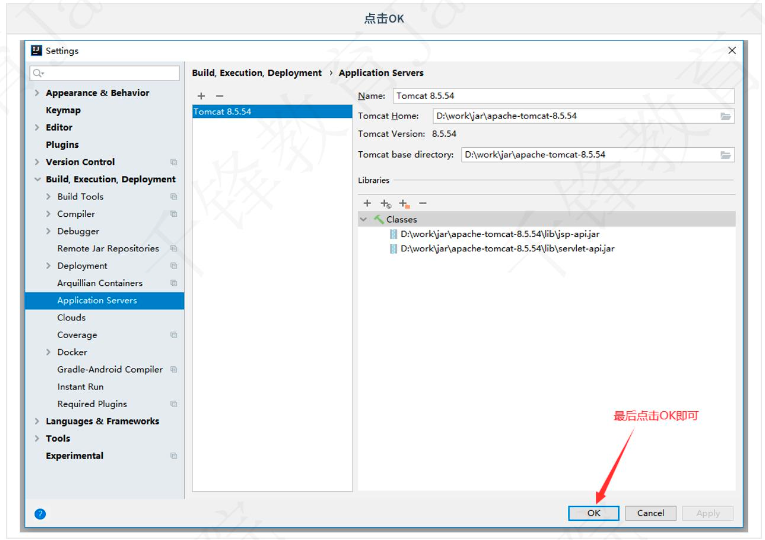 点击OK
Settings
Build, Execution, Deployment › Application Servers
Appearance & Behavior
Keymap
Editor
Plugins
Version Control
Build, Execution, Deployment
Build Tools
Compiler
Debugger
Remote Jar Repositories
Deployment
Arquillian Containers
Application Servers
Clouds
Coverage
Docker
Gradle-Android Compiler
Instant Run
Required Plugins
Languages & Frameworks
Tools
Experimental
Tomcat 8.5.54
Name: Tomcat 8.5.54
Tomcat Home: D:\work\jar\apache-tomcat-8.5.54
Tomcat Version: 8.5.54
Tomcat base directory: D:\work\jar\apache-tomcat-8.5.54
Libraries
Classes
D:\work\jar\apache-tomcat-8.5.54\lib\jsp-api.jar
D:\work\jar\apache-tomcat-8.5.54\lib\servlet-api.jar
最后点击OK即可
? OK Cancel Apply
千锋教育Ja